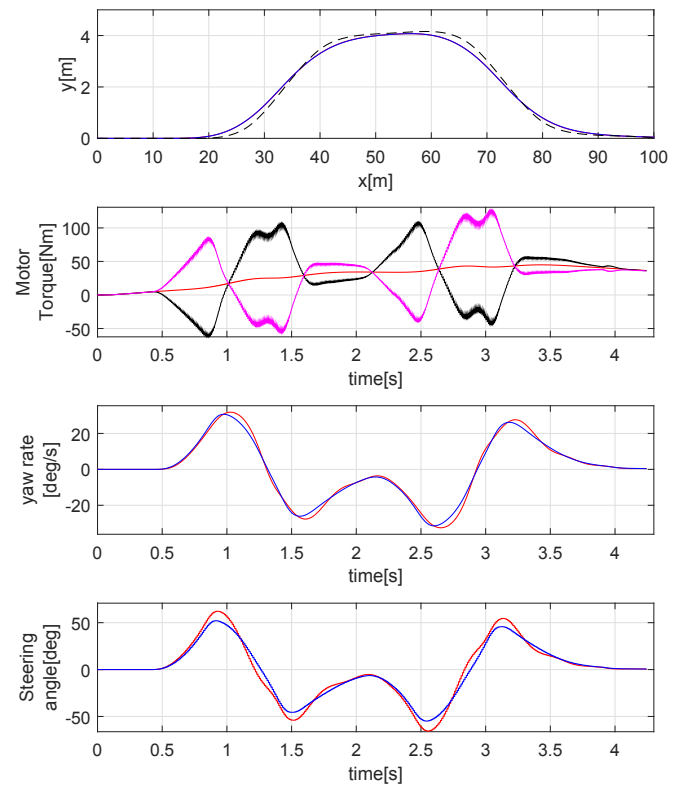 4
2
0
y[m]
0 10 20 30 40 50 60 70 80 90 100
x[m]
100
50
0
-50
Motor
Torque[Nm]
0 0.5 1 1.5 2 2.5 3 3.5 4
time[s]
20
0
-20
yaw rate
[deg/s]
0 0.5 1 1.5 2 2.5 3 3.5 4
time[s]
50
0
-50
Steering
angle[deg]
0 0.5 1 1.5 2 2.5 3 3.5 4
time[s]